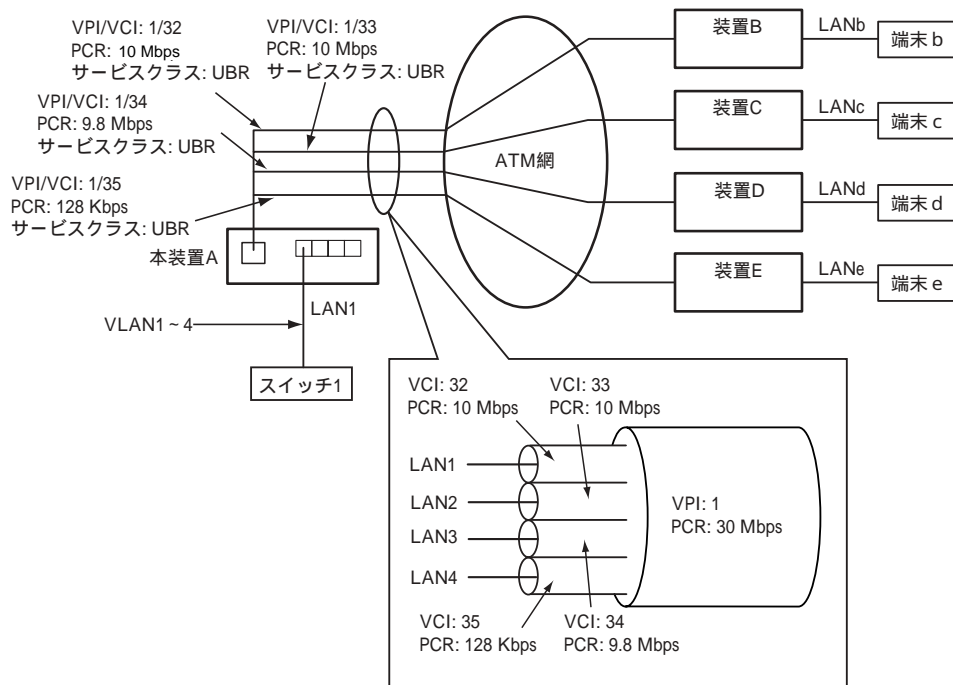 VPI/VCI: 1/32
PCR: 10 Mbps
サービスクラス: UBR
VPI/VCI: 1/33
PCR: 10 Mbps
サービスクラス: UBR
VPI/VCI: 1/34
PCR: 9.8 Mbps
サービスクラス: UBR
VPI/VCI: 1/35
PCR: 128 Kbps
サービスクラス: UBR
本装置A
LAN1
VLAN1 ~ 4
スイッチ1
ATM網
装置B
LANb
端末 b
装置C
LANc
端末 c
装置D
LANd
端末 d
装置E
LANe
端末 e
VCI: 32
PCR: 10 Mbps
VCI: 33
PCR: 10 Mbps
LAN1
LAN2
LAN3
LAN4
VPI: 1
PCR: 30 Mbps
VCI: 35
PCR: 128 Kbps
VCI: 34
PCR: 9.8 Mbps